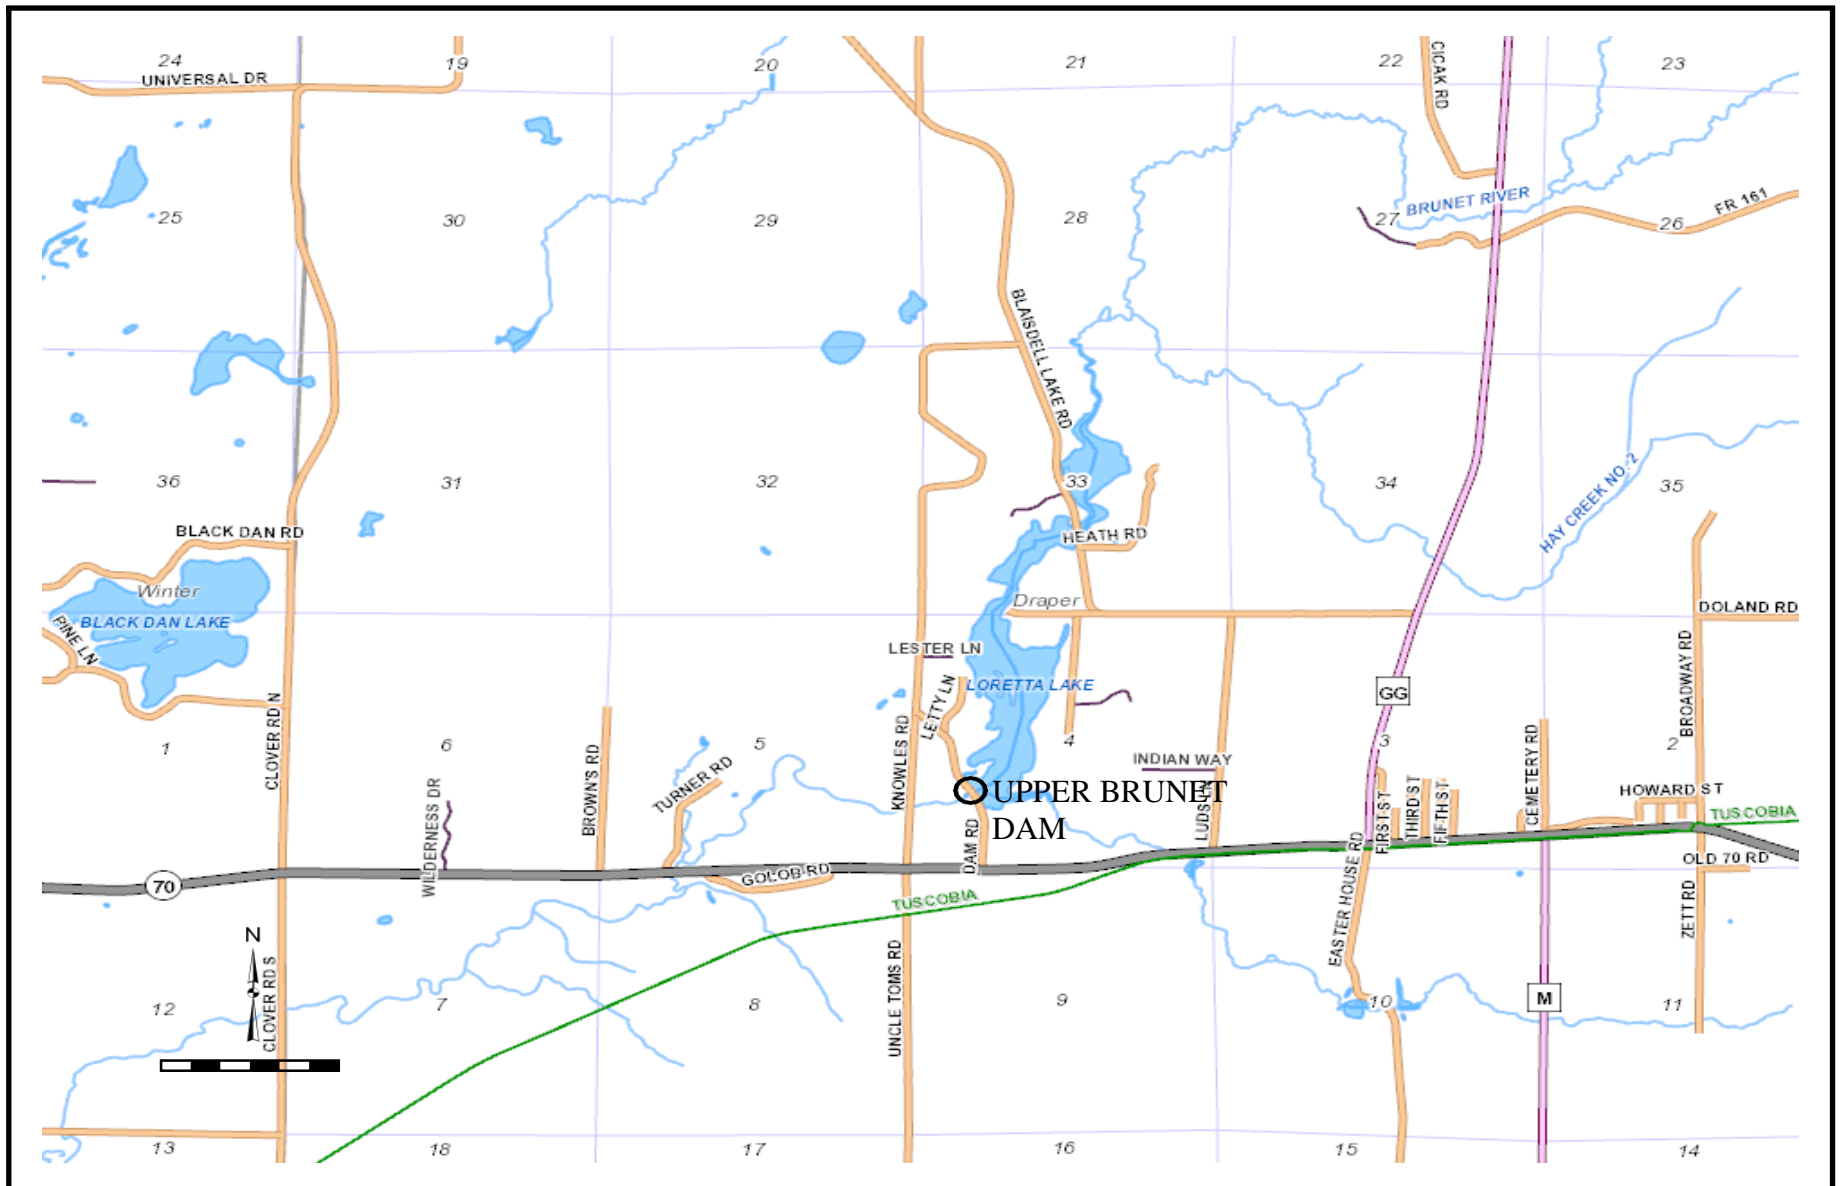 24
19
20
21
22
23
UNIVERSAL DR
CICAK RD
25
30
29
28
27
BRUNET RIVER
26
FR 161
BLAISDELL LAKE RD
36
31
32
33
34
35
HAY CREEK NO. 2
BLACK DAN RD
HEATH RD
Winter
Draper
DOLAND RD
BLACK DAN LAKE
PINE LN
LESTER LN
LETTY LN
LORETTA LAKE
GG
BROADWAY RD
CLOVER RD N
1
6
5
4
3
2
KNOWLES RD
BROWN'S RD
TURNER RD
WILDERNESS DR
INDIAN WAY
CEMETERY RD
UPPER BRUNET
DAM
HOWARD ST
TUSCOBIA
FIRST ST
THIRD ST
FIFTH ST
DAM RD
70
GOLOB RD
OLD 70 RD
TUSCOBIA
EASTER HOUSE RD
ZETT RD
N
CLOVER RD S
UNCLE TOMS RD
12
7
8
9
10
M
11
13
18
17
16
15
14